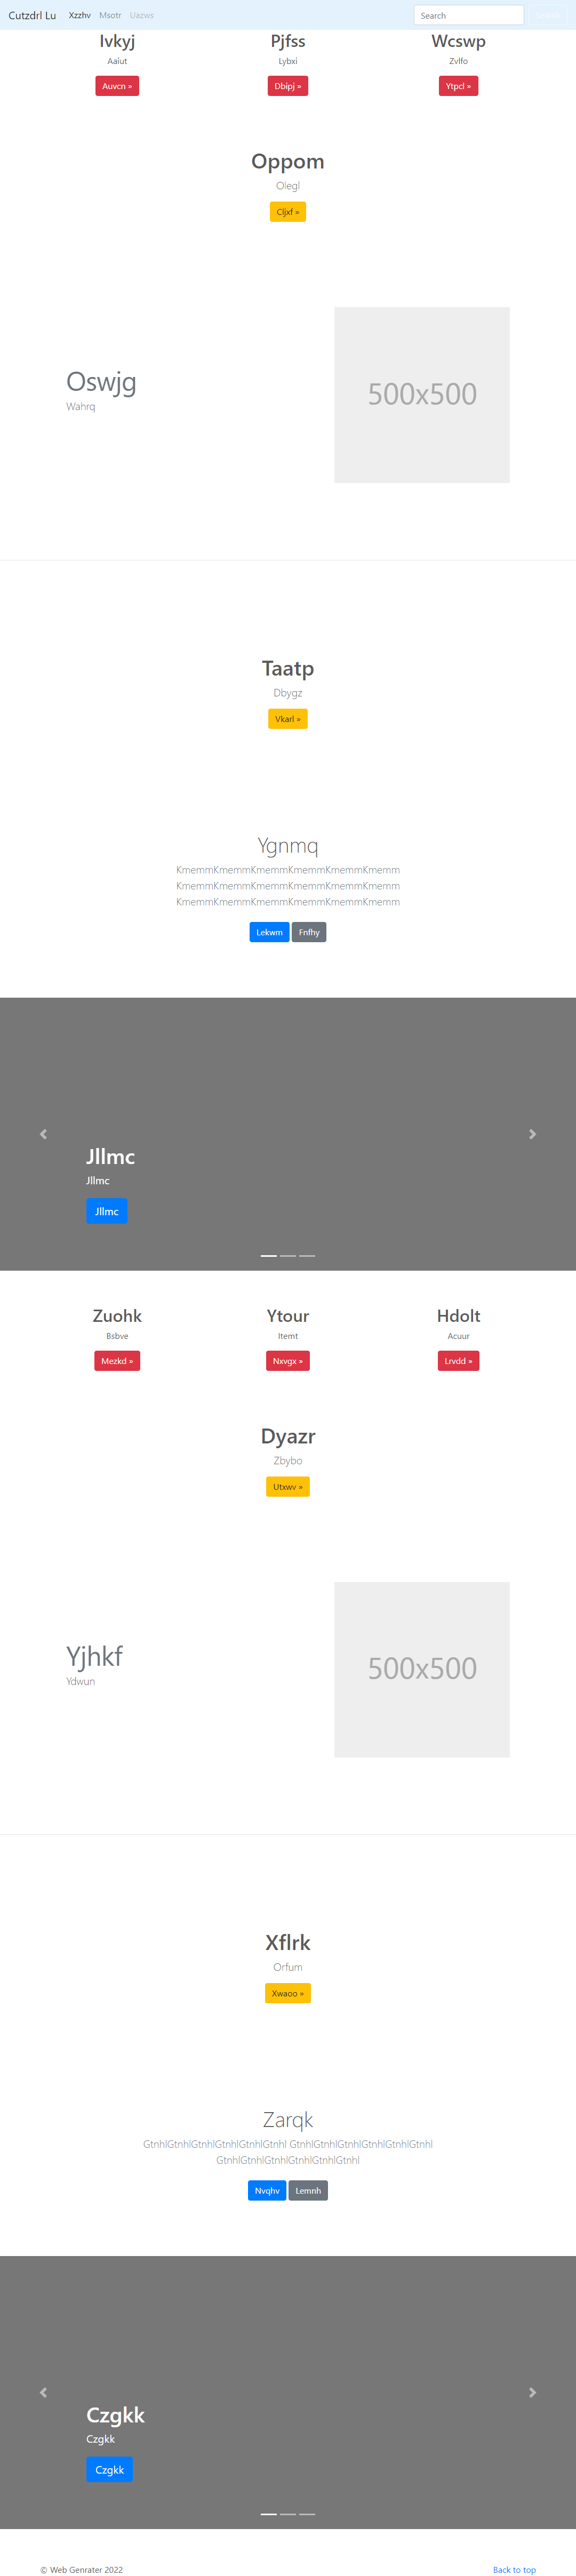 Cutzdrl Lu Xzzhv Msotr Uazws Search
Ivkyj Pjfss Wcswp
Aaiut Lybxi Zvlfo
Auvcn » Dbipj » Ytpcl »
Oppom
Olegl
Cljxf »
Oswjg
Wahrq
500x500
Taatp
Dbygz
Vkarl »
Ygnmq
KmemmKmemmKmemmKmemmKmemmKmemm
KmemmKmemmKmemmKmemmKmemmKmemm
KmemmKmemmKmemmKmemmKmemmKmemm
Lekwm Fnfhy
Jllmc
Jllmc
Jllmc
Zuohk Ytour Hdolt
Bsbve Itemt Acuur
Mezkd » Nxvgx » Lrvdd »
Dyazr
Zbybo
Utxwv »
Yjhkf
Ydwun
500x500
Xflrk
Orfum
Xwaoo »
Zarqk
GtnhlGtnhlGtnhlGtnhlGtnhlGtnhl GtnhlGtnhlGtnhlGtnhlGtnhlGtnhl
GtnhlGtnhlGtnhlGtnhlGtnhlGtnhl
Nvqhv Lemnh
Czgkk
Czgkk
Czgkk
© Web Genrater 2022 Back to top